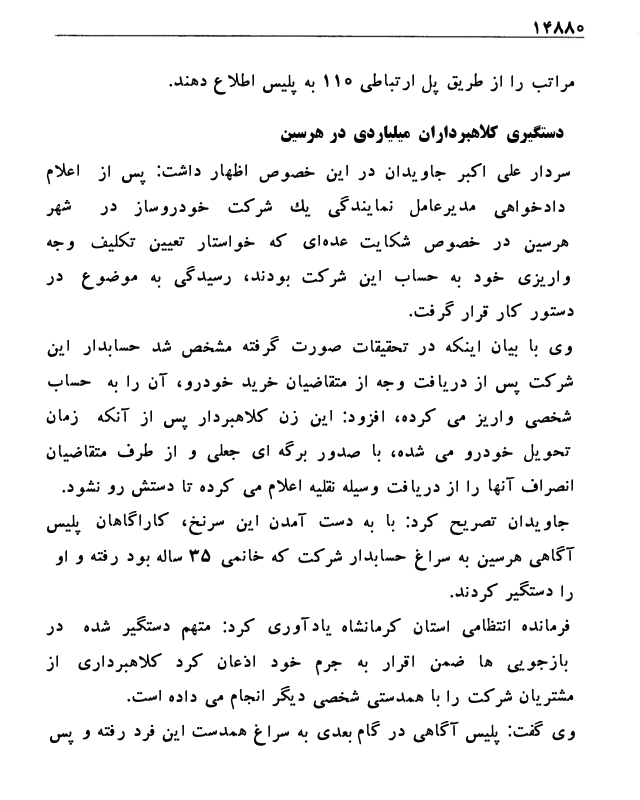 ۱۴۸۸۰
مراتب را از طریق پل ارتباطی ۱۱۰ به پلیس اطلاع دهند.
دستگیری کلاهبرداران میلیاردی در هرسین
سردار علی اکبر جاویدان در این خصوص اظهار داشت: پس از اعلام
دادخواهی مدیرعامل نمایندگی یك شرکت خودروساز در شهر
هرسین در خصوص شکایت عده‌ای که خواستار تعیین تکلیف وجه
واریزی خود به حساب این شرکت بودند، رسیدگی به موضوع در
دستور کار قرار گرفت.
وی با بیان اینکه در تحقیقات صورت گرفته مشخص شد حسابدار این
شرکت پس از دریافت وجه از متقاضیان خرید خودرو، آن را به حساب
شخصی واریز می کرده، افزود: این زن کلاهبردار پس از آنکه زمان
تحویل خودرو می شده، با صدور برگه ای جعلی و از طرف متقاضیان
انصراف آنها را از دریافت وسیله نقلیه اعلام می کرده تا دستش رو نشود.
جاویدان تصریح کرد: با به دست آمدن این سرنخ، کاراگاهان پلیس
آگاهی هرسین به سراغ حسابدار شرکت که خانمی ۳۵ ساله بود رفته و او
را دستگیر کردند.
فرمانده انتظامی استان کرمانشاه یادآوری کرد: متهم دستگیر شده در
بازجویی ها ضمن اقرار به جرم خود اذعان کرد کلاهبرداری از
مشتریان شرکت را با همدستی شخصی دیگر انجام می داده است.
وی گفت: پلیس آگاهی در گام بعدی به سراغ همدست این فرد رفته و پس